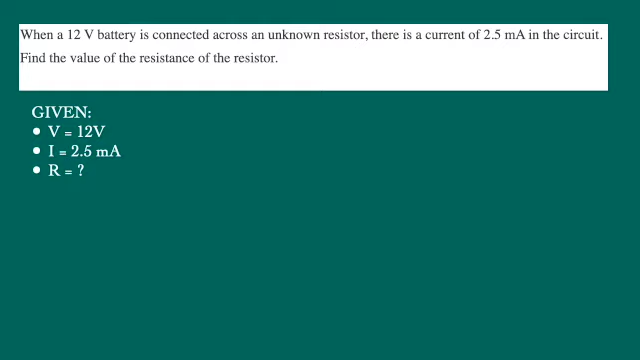 When a 12 V battery is connected across an unknown resistor, there is a current of 2.5 mA in the circuit.
Find the value of the resistance of the resistor.
GIVEN:
• V = 12V
• I = 2.5 mA
• R = ?